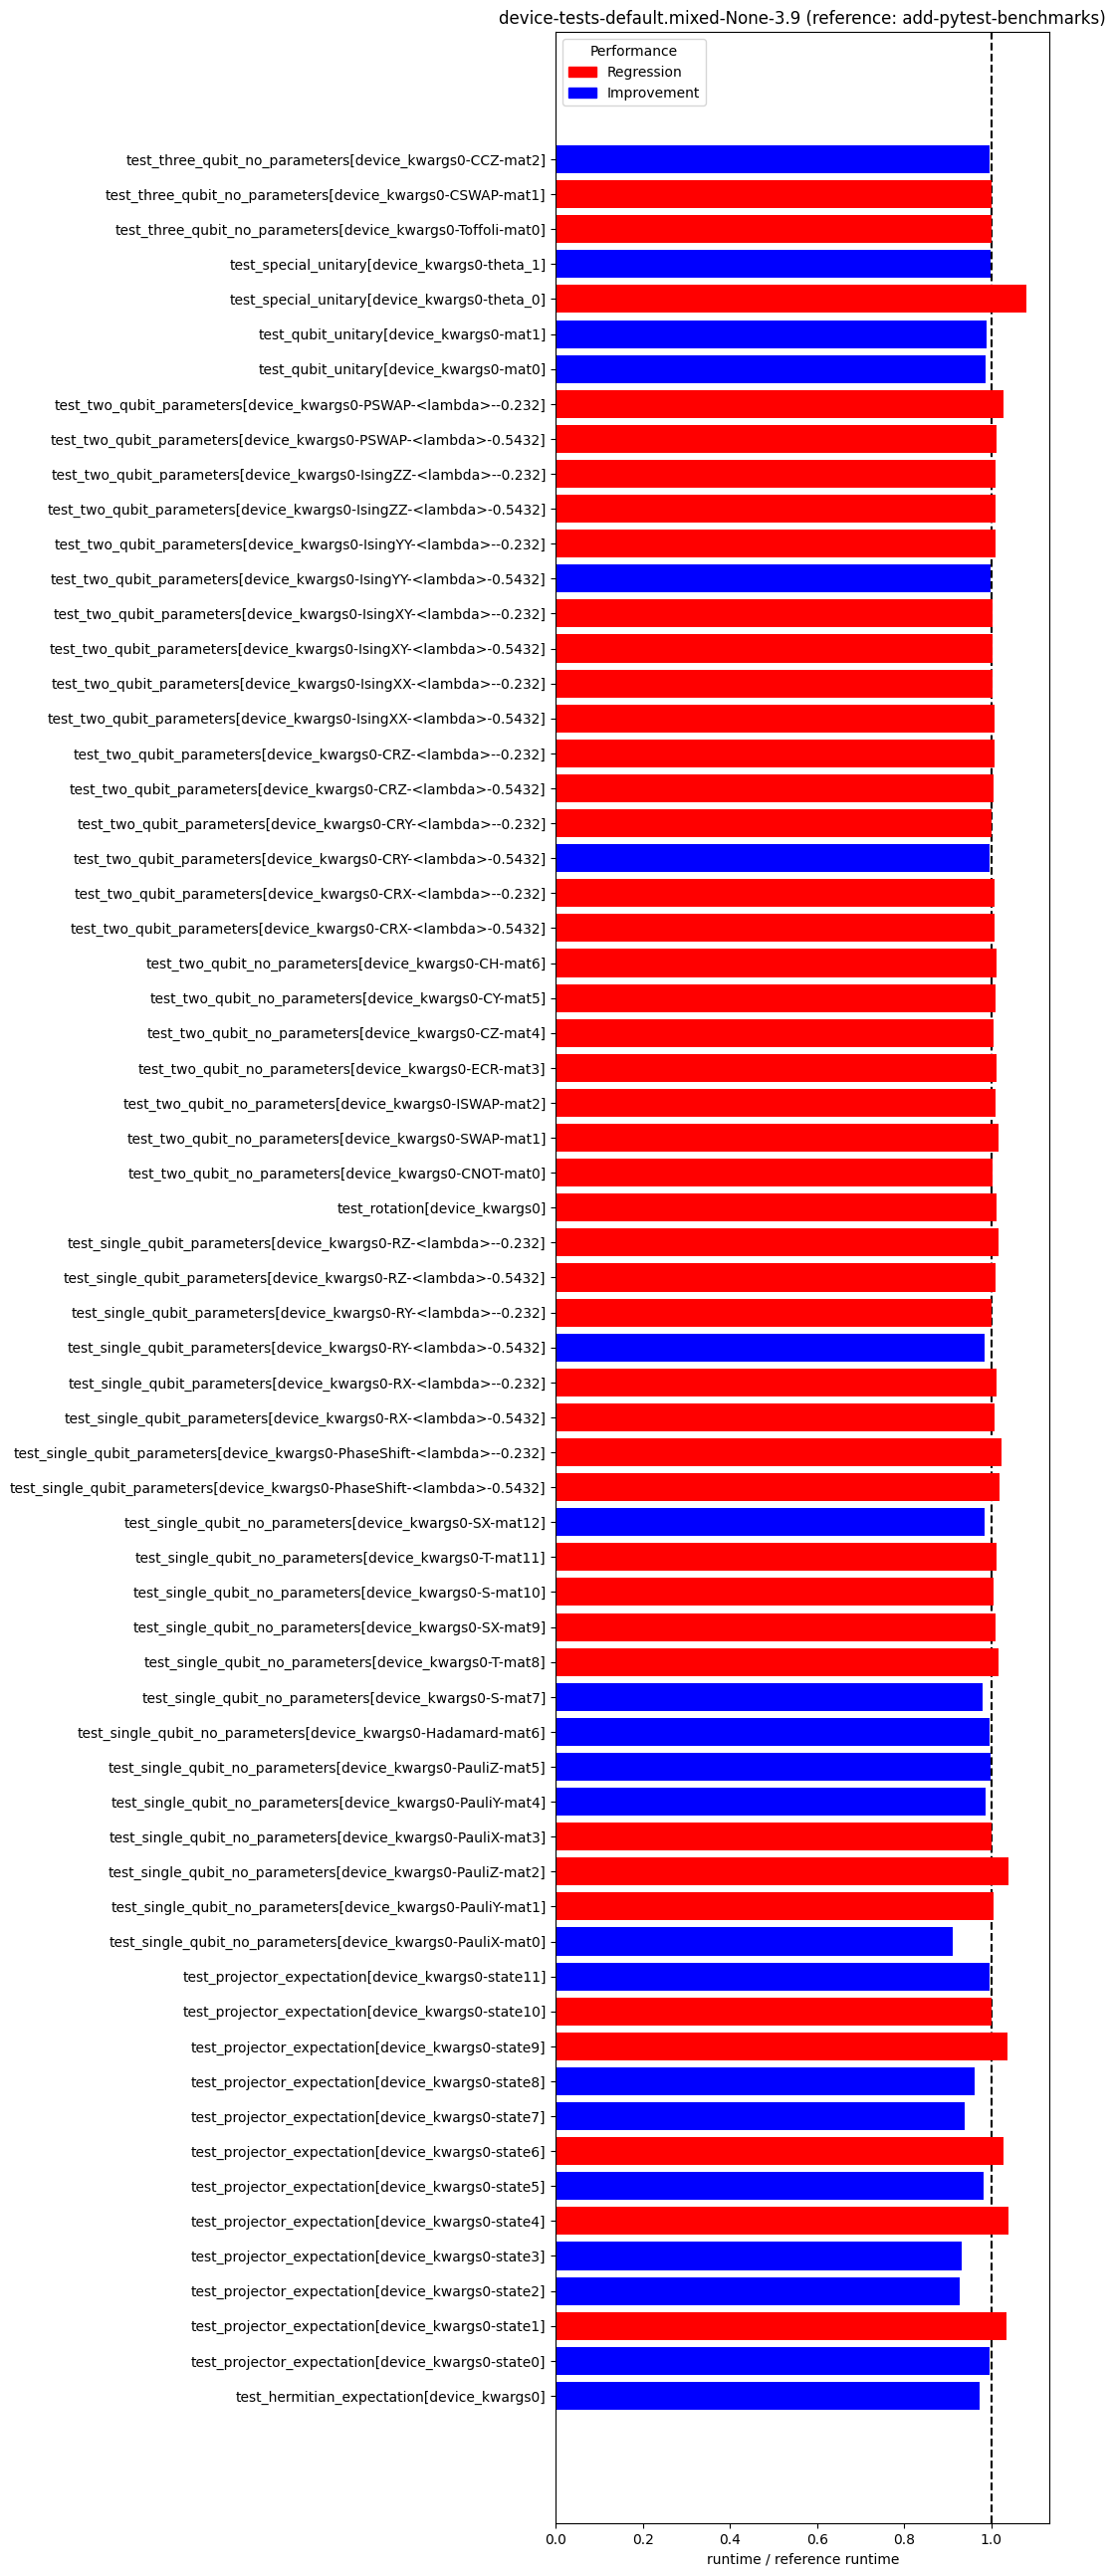 device-tests-default.mixed-None-3.9 (reference: add-pytest-benchmarks)
Performance
Regression
Improvement
test_three_qubit_no_parameters[device_kwargs0-CCZ-mat2]
test_three_qubit_no_parameters[device_kwargs0-CSWAP-mat1]
test_three_qubit_no_parameters[device_kwargs0-Toffoli-mat0]
test_special_unitary[device_kwargs0-theta_1]
test_special_unitary[device_kwargs0-theta_0]
test_qubit_unitary[device_kwargs0-mat1]
test_qubit_unitary[device_kwargs0-mat0]
test_two_qubit_parameters[device_kwargs0-PSWAP-<lambda>--0.232]
test_two_qubit_parameters[device_kwargs0-PSWAP-<lambda>-0.5432]
test_two_qubit_parameters[device_kwargs0-IsingZZ-<lambda>--0.232]
test_two_qubit_parameters[device_kwargs0-IsingZZ-<lambda>-0.5432]
test_two_qubit_parameters[device_kwargs0-IsingYY-<lambda>--0.232]
test_two_qubit_parameters[device_kwargs0-IsingYY-<lambda>-0.5432]
test_two_qubit_parameters[device_kwargs0-IsingXY-<lambda>--0.232]
test_two_qubit_parameters[device_kwargs0-IsingXY-<lambda>-0.5432]
test_two_qubit_parameters[device_kwargs0-IsingXX-<lambda>--0.232]
test_two_qubit_parameters[device_kwargs0-IsingXX-<lambda>-0.5432]
test_two_qubit_parameters[device_kwargs0-CRZ-<lambda>--0.232]
test_two_qubit_parameters[device_kwargs0-CRZ-<lambda>-0.5432]
test_two_qubit_parameters[device_kwargs0-CRY-<lambda>--0.232]
test_two_qubit_parameters[device_kwargs0-CRY-<lambda>-0.5432]
test_two_qubit_parameters[device_kwargs0-CRX-<lambda>--0.232]
test_two_qubit_parameters[device_kwargs0-CRX-<lambda>-0.5432]
test_two_qubit_no_parameters[device_kwargs0-CH-mat6]
test_two_qubit_no_parameters[device_kwargs0-CY-mat5]
test_two_qubit_no_parameters[device_kwargs0-CZ-mat4]
test_two_qubit_no_parameters[device_kwargs0-ECR-mat3]
test_two_qubit_no_parameters[device_kwargs0-ISWAP-mat2]
test_two_qubit_no_parameters[device_kwargs0-SWAP-mat1]
test_two_qubit_no_parameters[device_kwargs0-CNOT-mat0]
test_rotation[device_kwargs0]
test_single_qubit_parameters[device_kwargs0-RZ-<lambda>--0.232]
test_single_qubit_parameters[device_kwargs0-RZ-<lambda>-0.5432]
test_single_qubit_parameters[device_kwargs0-RY-<lambda>--0.232]
test_single_qubit_parameters[device_kwargs0-RY-<lambda>-0.5432]
test_single_qubit_parameters[device_kwargs0-RX-<lambda>--0.232]
test_single_qubit_parameters[device_kwargs0-RX-<lambda>-0.5432]
test_single_qubit_parameters[device_kwargs0-PhaseShift-<lambda>--0.232]
test_single_qubit_parameters[device_kwargs0-PhaseShift-<lambda>-0.5432]
test_single_qubit_no_parameters[device_kwargs0-SX-mat12]
test_single_qubit_no_parameters[device_kwargs0-T-mat11]
test_single_qubit_no_parameters[device_kwargs0-S-mat10]
test_single_qubit_no_parameters[device_kwargs0-SX-mat9]
test_single_qubit_no_parameters[device_kwargs0-T-mat8]
test_single_qubit_no_parameters[device_kwargs0-S-mat7]
test_single_qubit_no_parameters[device_kwargs0-Hadamard-mat6]
test_single_qubit_no_parameters[device_kwargs0-PauliZ-mat5]
test_single_qubit_no_parameters[device_kwargs0-PauliY-mat4]
test_single_qubit_no_parameters[device_kwargs0-PauliX-mat3]
test_single_qubit_no_parameters[device_kwargs0-PauliZ-mat2]
test_single_qubit_no_parameters[device_kwargs0-PauliY-mat1]
test_single_qubit_no_parameters[device_kwargs0-PauliX-mat0]
test_projector_expectation[device_kwargs0-state11]
test_projector_expectation[device_kwargs0-state10]
test_projector_expectation[device_kwargs0-state9]
test_projector_expectation[device_kwargs0-state8]
test_projector_expectation[device_kwargs0-state7]
test_projector_expectation[device_kwargs0-state6]
test_projector_expectation[device_kwargs0-state5]
test_projector_expectation[device_kwargs0-state4]
test_projector_expectation[device_kwargs0-state3]
test_projector_expectation[device_kwargs0-state2]
test_projector_expectation[device_kwargs0-state1]
test_projector_expectation[device_kwargs0-state0]
test_hermitian_expectation[device_kwargs0]
0.0 0.2 0.4 0.6 0.8 1.0
runtime / reference runtime